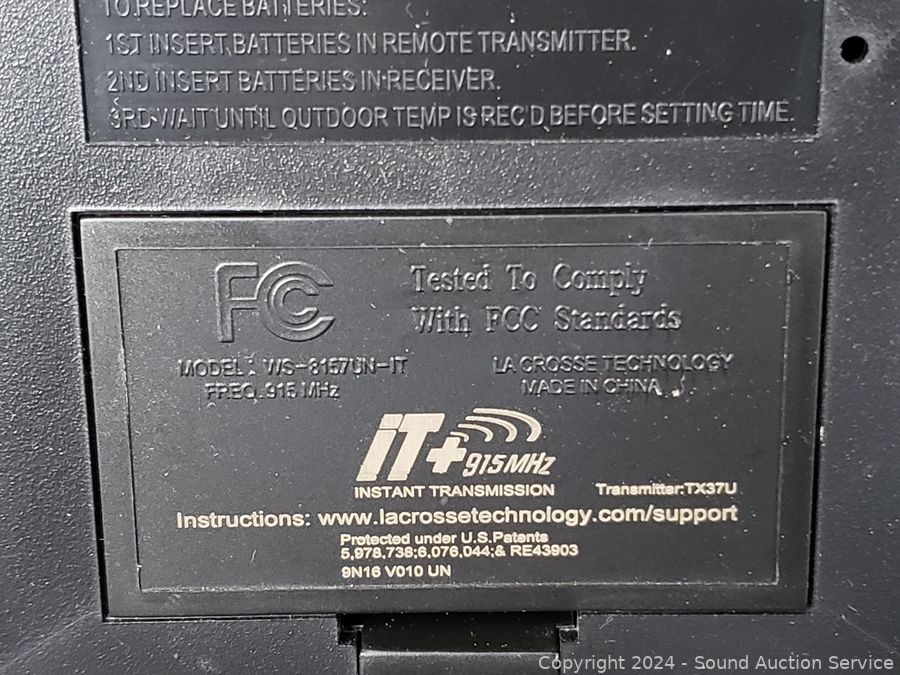 TO REPLACE BATTERIES:
1ST INSERT BATTERIES IN REMOTE TRANSMITTER.
2ND INSERT BATTERIES IN RECEIVER.
3RD WAIT UNTIL OUTDOOR TEMP IS REC'D BEFORE SETTING TIME.
FCC
Tested To Comply
With FCC Standards
MODEL: WS-8157UN-IT
FREQ. 915 MHz
LA CROSSE TECHNOLOGY
MADE IN CHINA
IT+ 915MHz
INSTANT TRANSMISSION
Transmitter:TX37U
Instructions: www.lacrossetechnology.com/support
Protected under U.S.Patents
5,978,738;6,076,044;& RE43903
9N16 V010 UN
Copyright 2024 - Sound Auction Service